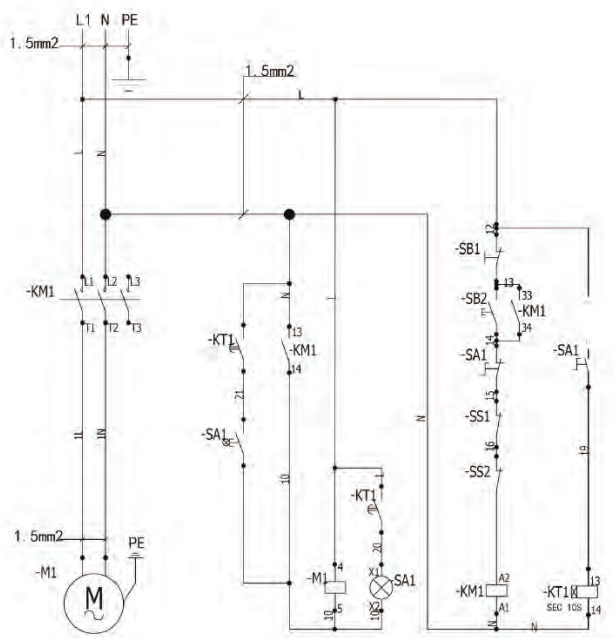 L1 N PE
1.5mm2
1.5mm2
L
L
N
12
-SB1
L1
L2
L3
-KM1
T1
T2
T3
N
13
-SB2
33
-KM1
34
14
-KT1
13
-KM1
14
-SA1
-SA1
21
15
-SA1
-SS1
N
16
11
1N
10
-SS2
19
-KT1
20
1.5mm2
PE
-M1
M
4
-M1
5
10
X1
-SA1
X2
10
-KM1
A2
A1
-KT1
SEC 10S
13
14
N
N